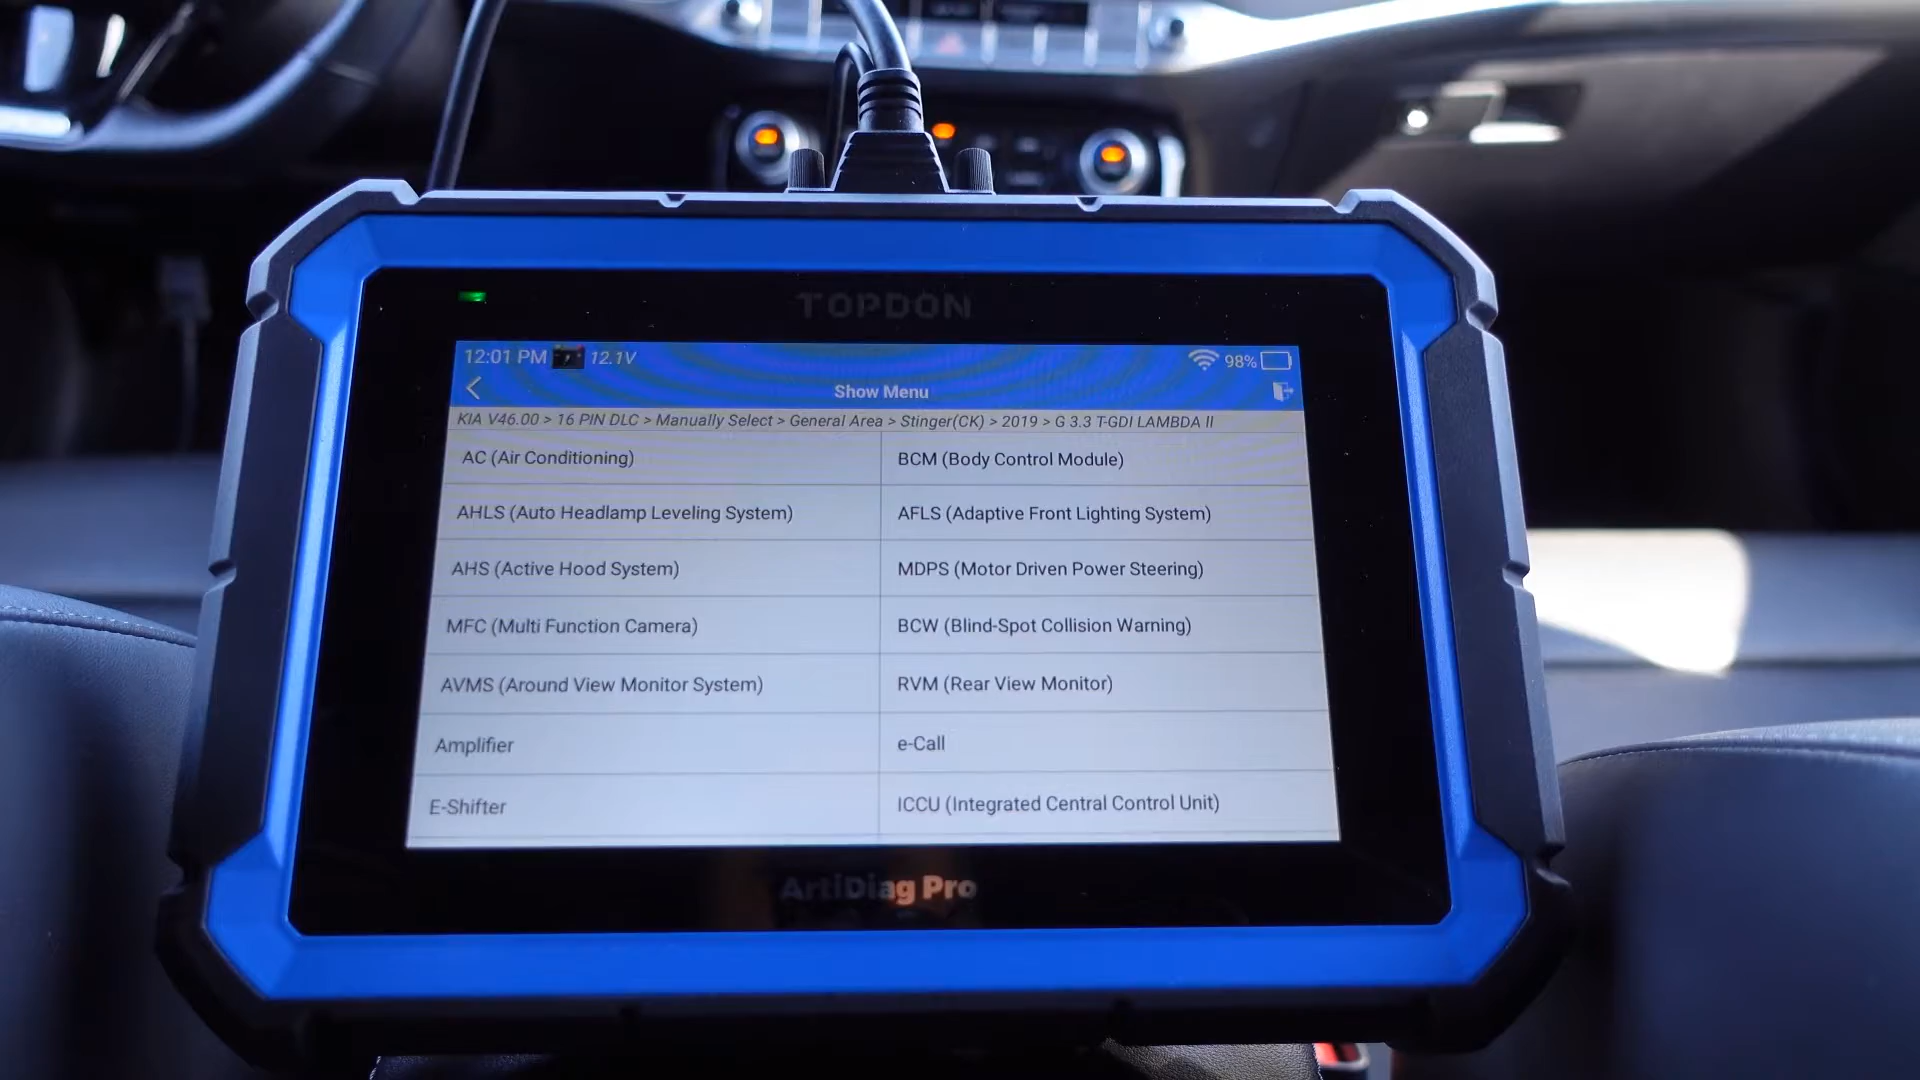 TOPDON
12:01 PM 12.1V 98%
Show Menu
KIA V46.00 > 16 PIN DLC > Manually Select > General Area > Stinger(CK) > 2019 > G 3.3 T-GDI LAMBDA II
AC (Air Conditioning) BCM (Body Control Module)
AHLS (Auto Headlamp Leveling System) AFLS (Adaptive Front Lighting System)
AHS (Active Hood System) MDPS (Motor Driven Power Steering)
MFC (Multi Function Camera) BCW (Blind-Spot Collision Warning)
AVMS (Around View Monitor System) RVM (Rear View Monitor)
Amplifier e-Call
E-Shifter ICCU (Integrated Central Control Unit)
ArtiDiag Pro